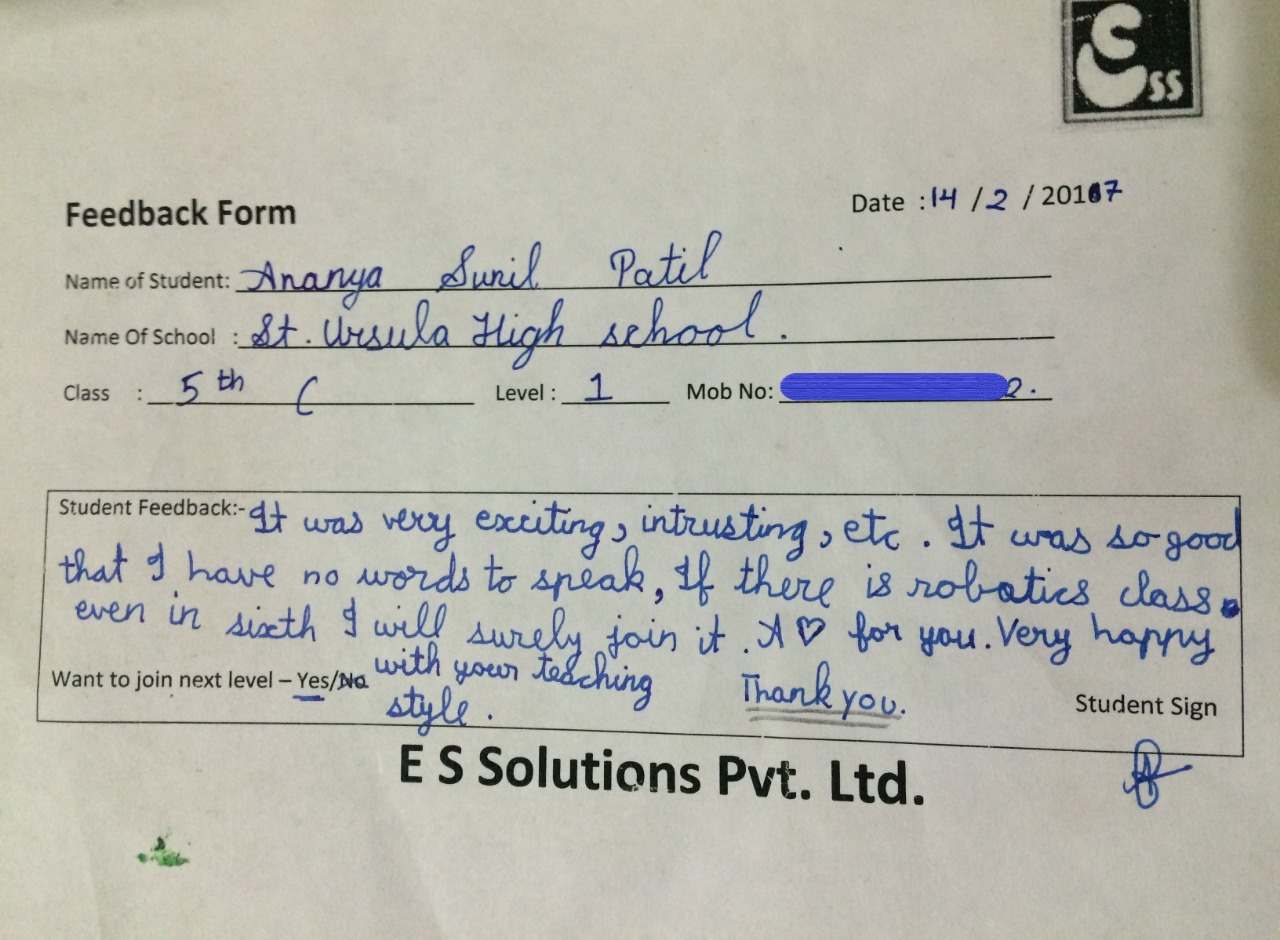 Ess
Feedback Form
Date : 14 / 2 / 2017
Name of Student: Ananya Sunil Patil
Name Of School : St. Ursula High school.
Class : 5th C
Level : 1
Mob No: 2.
Student Feedback:- It was very exciting, intrusting, etc. It was so good
that I have no words to speak, If there is robotics class.
even in sixth I will surely join it. A ♡ for you. Very happy
with your teaching
style.
Want to join next level – Yes/No
Thank you.
Student Sign
E S Solutions Pvt. Ltd.